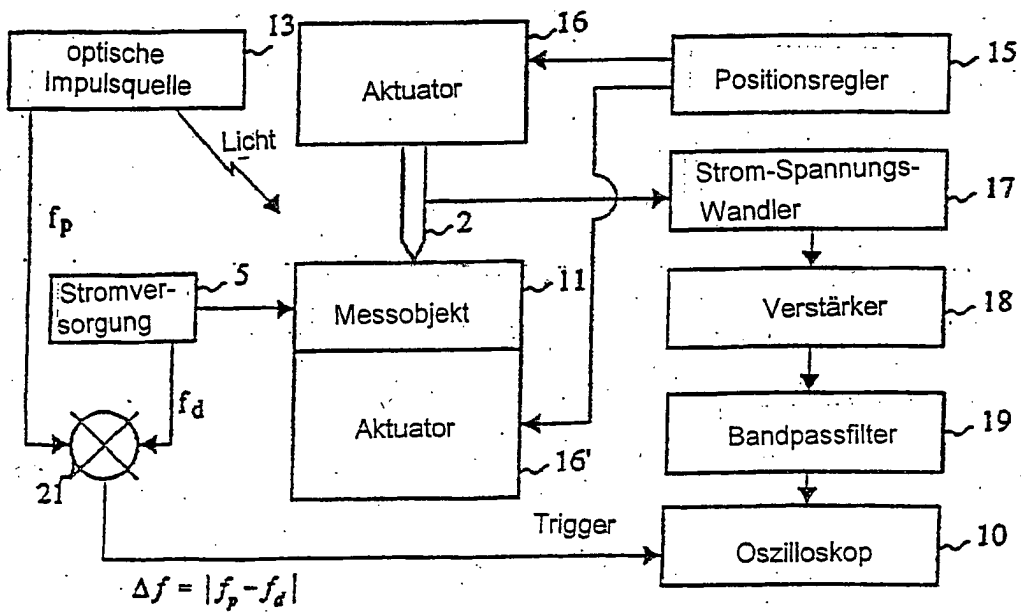 optische
Impulsquelle
13
Aktuator
16
Positionsregler
15
Licht
Strom-Spannungs-
Wandler
17
f_p
2
Stromver-
sorgung
5
Messobjekt
11
Verstärker
18
f_d
Aktuator
16'
Bandpassfilter
19
21
Trigger
Oszilloskop
10
Δf = |f_p − f_d|